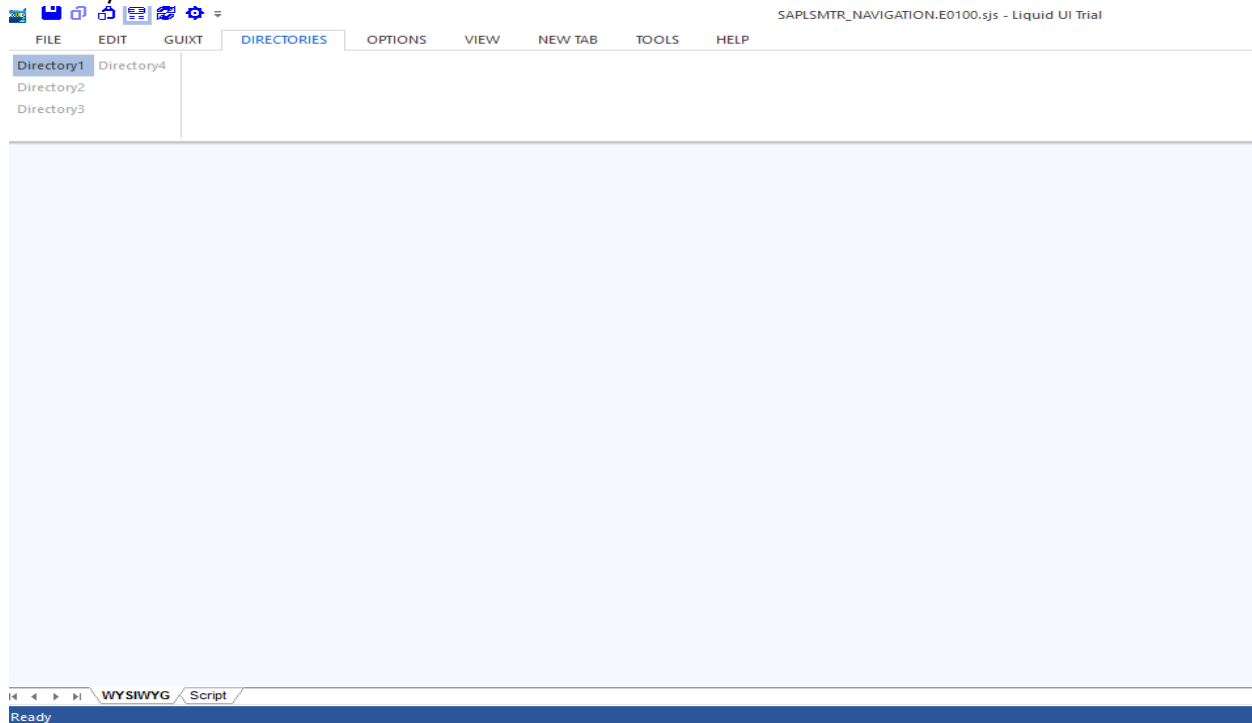 SAPLSMTR_NAVIGATION.E0100.sjs - Liquid UI Trial
FILE EDIT GUIXT DIRECTORIES OPTIONS VIEW NEW TAB TOOLS HELP
Directory1 Directory4
Directory2
Directory3
WYSIWYG Script
Ready